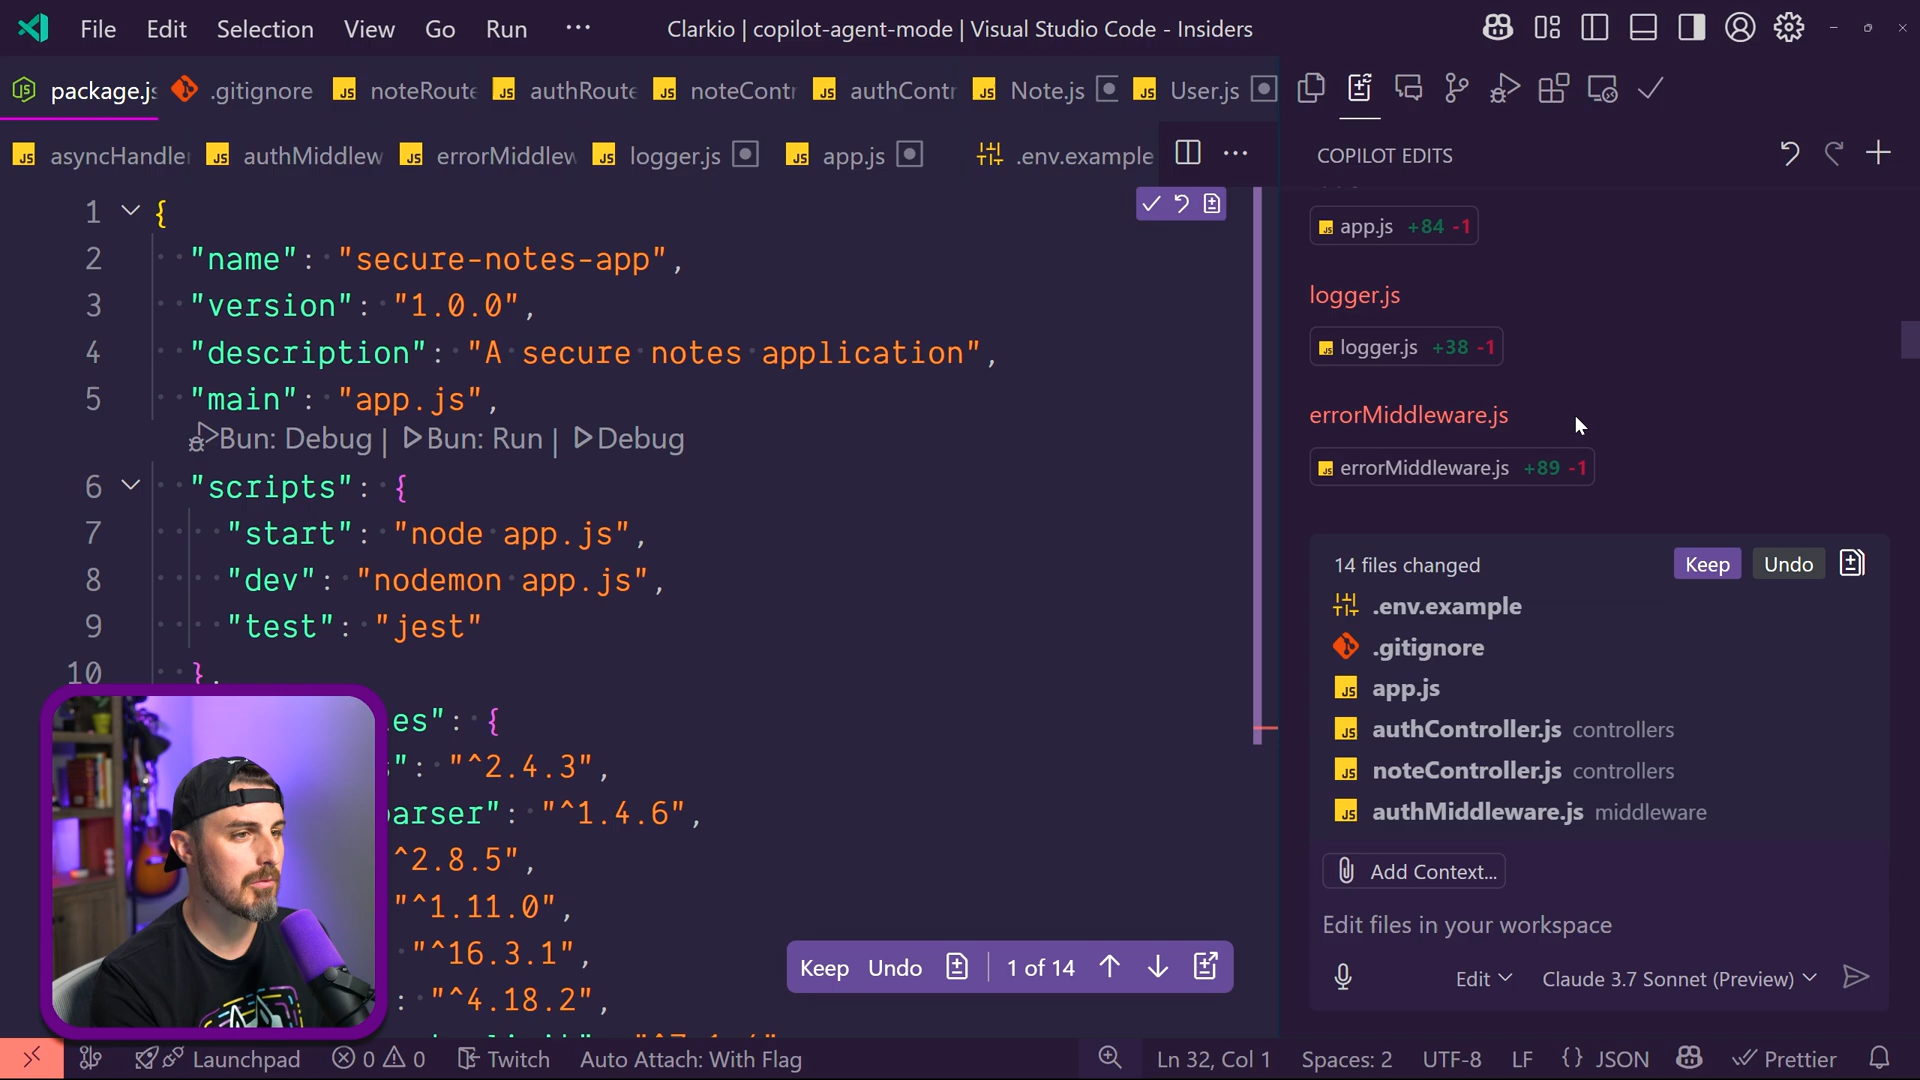 File Edit Selection View Go Run ··· Clarkio | copilot-agent-mode | Visual Studio Code - Insiders
package.js .gitignore noteRoute authRoute noteContr authContr Note.js User.js
asyncHandler authMiddlew errorMiddlew logger.js app.js .env.example ···
COPILOT EDITS
1 {
2 "name": "secure-notes-app",
3 "version": "1.0.0",
4 "description": "A secure notes application",
5 "main": "app.js",
Bun: Debug | Bun: Run | Debug
6 "scripts": {
7 "start": "node app.js",
8 "dev": "nodemon app.js",
9 "test": "jest"
10 },
es": {
": "^2.4.3",
arser": "^1.4.6",
^2.8.5",
"^1.11.0",
"^16.3.1",
: "^4.18.2",
Keep Undo 1 of 14
app.js +84 -1
logger.js
logger.js +38 -1
errorMiddleware.js
errorMiddleware.js +89 -1
14 files changed Keep Undo
.env.example
.gitignore
app.js
authController.js controllers
noteController.js controllers
authMiddleware.js middleware
Add Context...
Edit files in your workspace
Edit Claude 3.7 Sonnet (Preview)
Launchpad 0 0 Twitch Auto Attach: With Flag Ln 32, Col 1 Spaces: 2 UTF-8 LF {} JSON Prettier